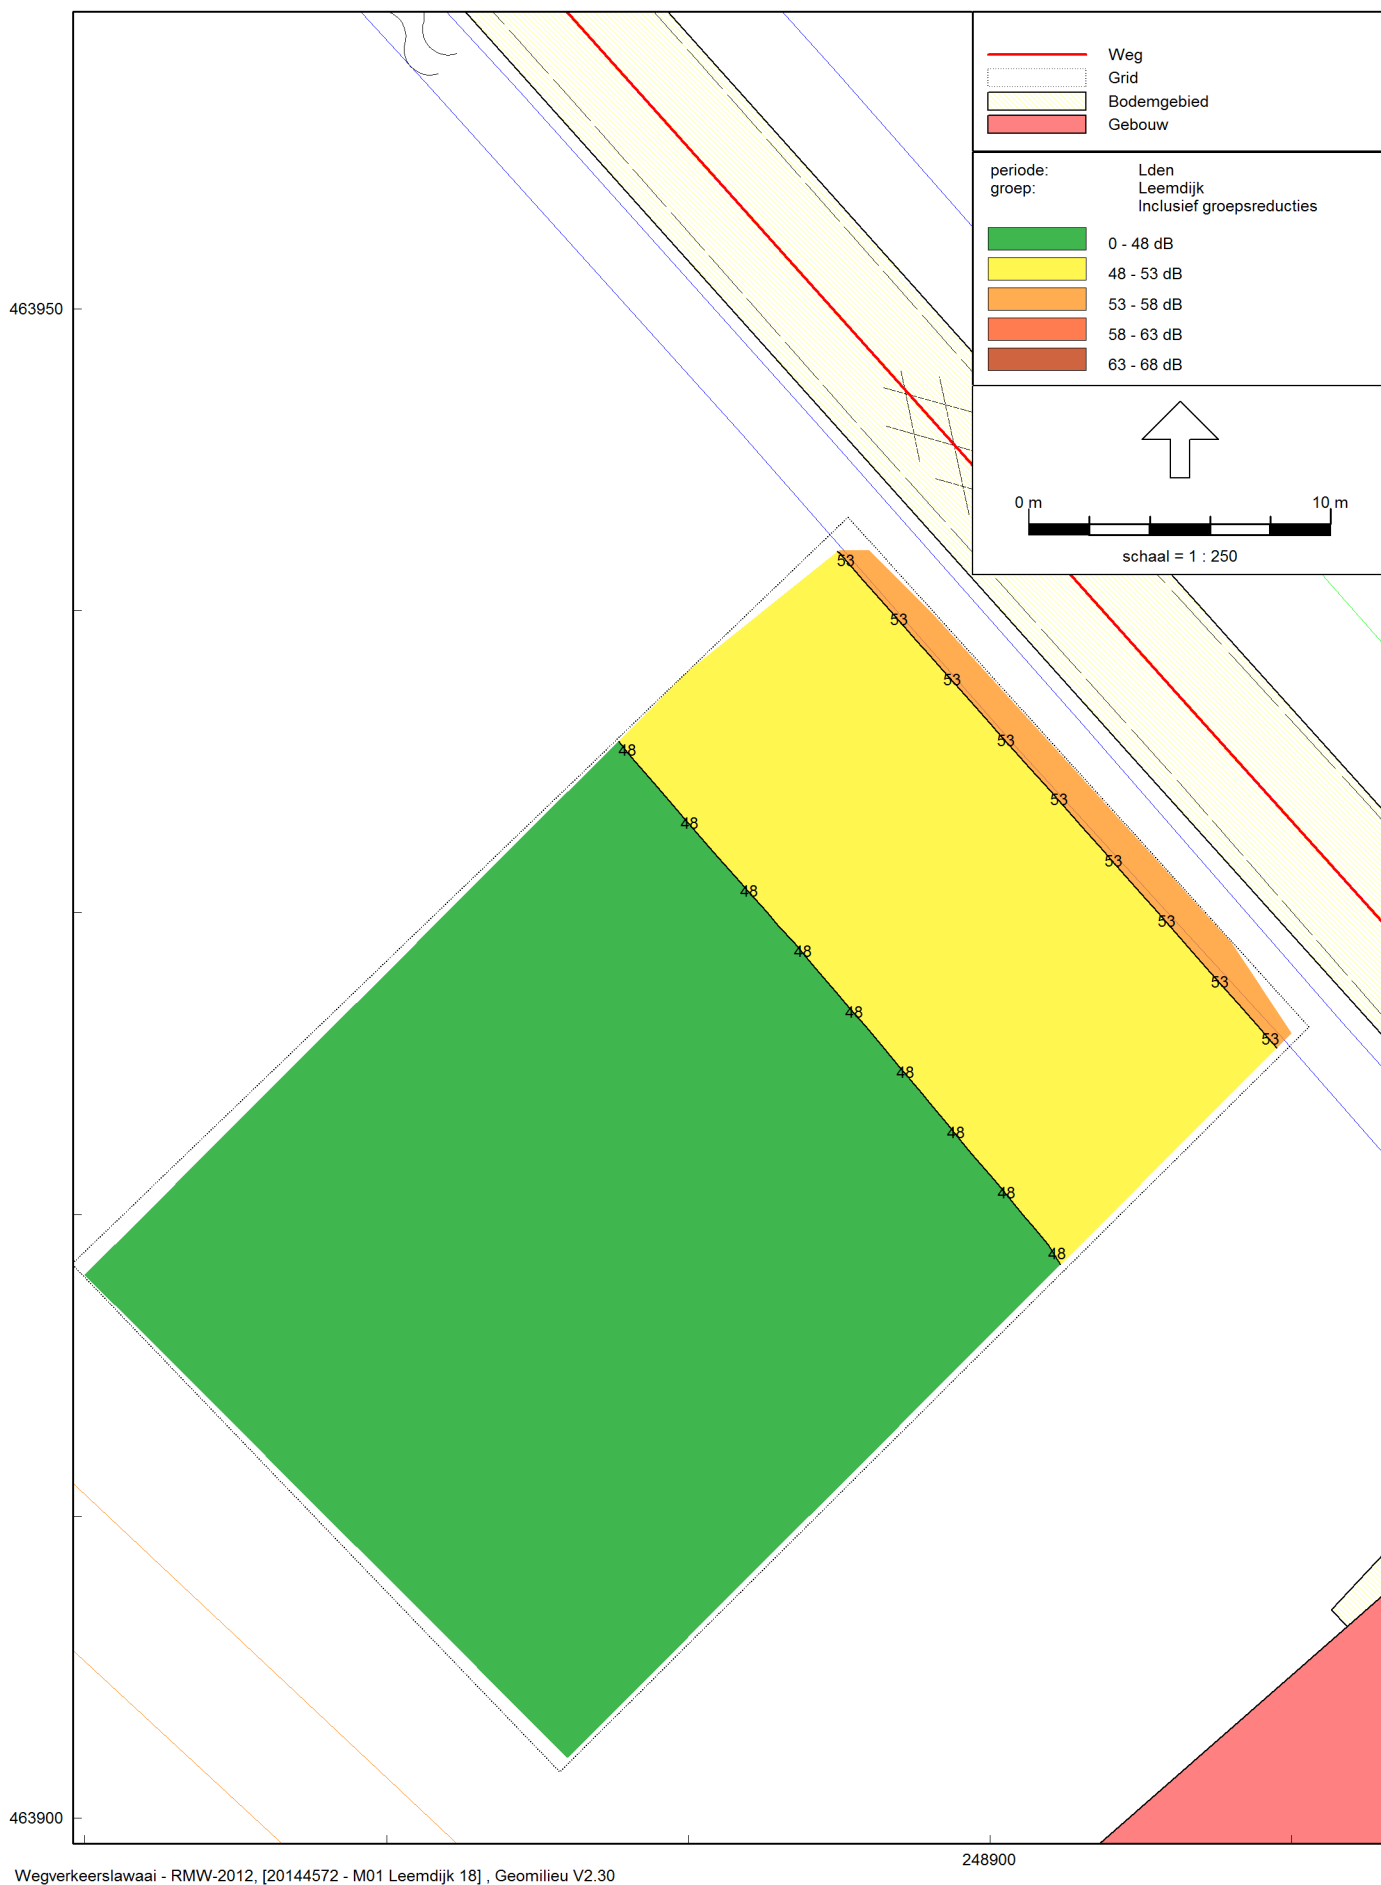 Weg
Grid
Bodemgebied
Gebouw
periode: Lden
groep: Leemdijk
Inclusief groepsreducties
0 - 48 dB
48 - 53 dB
53 - 58 dB
58 - 63 dB
63 - 68 dB
0 m 10 m
schaal = 1 : 250
463950
53
53
53
53
53
53
53
53
53
48
48
48
48
48
48
48
48
48
463900
248900
Wegverkeerslawaai - RMW-2012, [20144572 - M01 Leemdijk 18] , Geomilieu V2.30